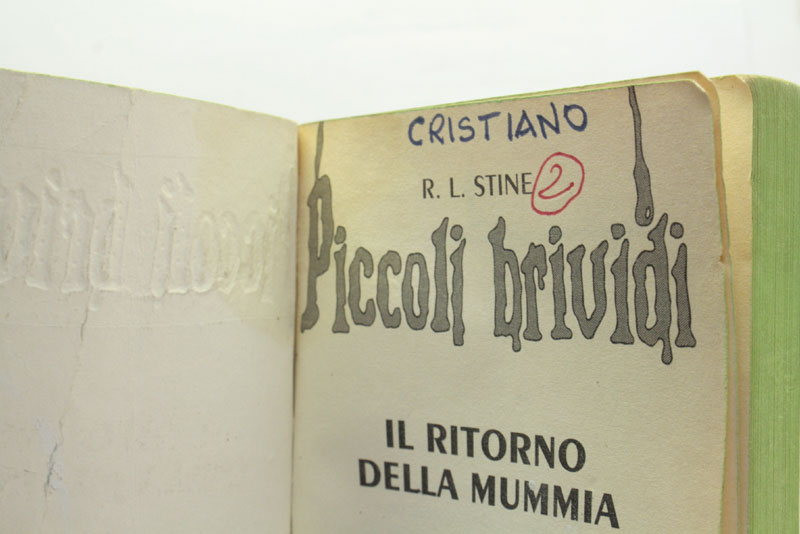 CRISTIANO
R. L. STINE 2
Piccoli brividi
IL RITORNO
DELLA MUMMIA